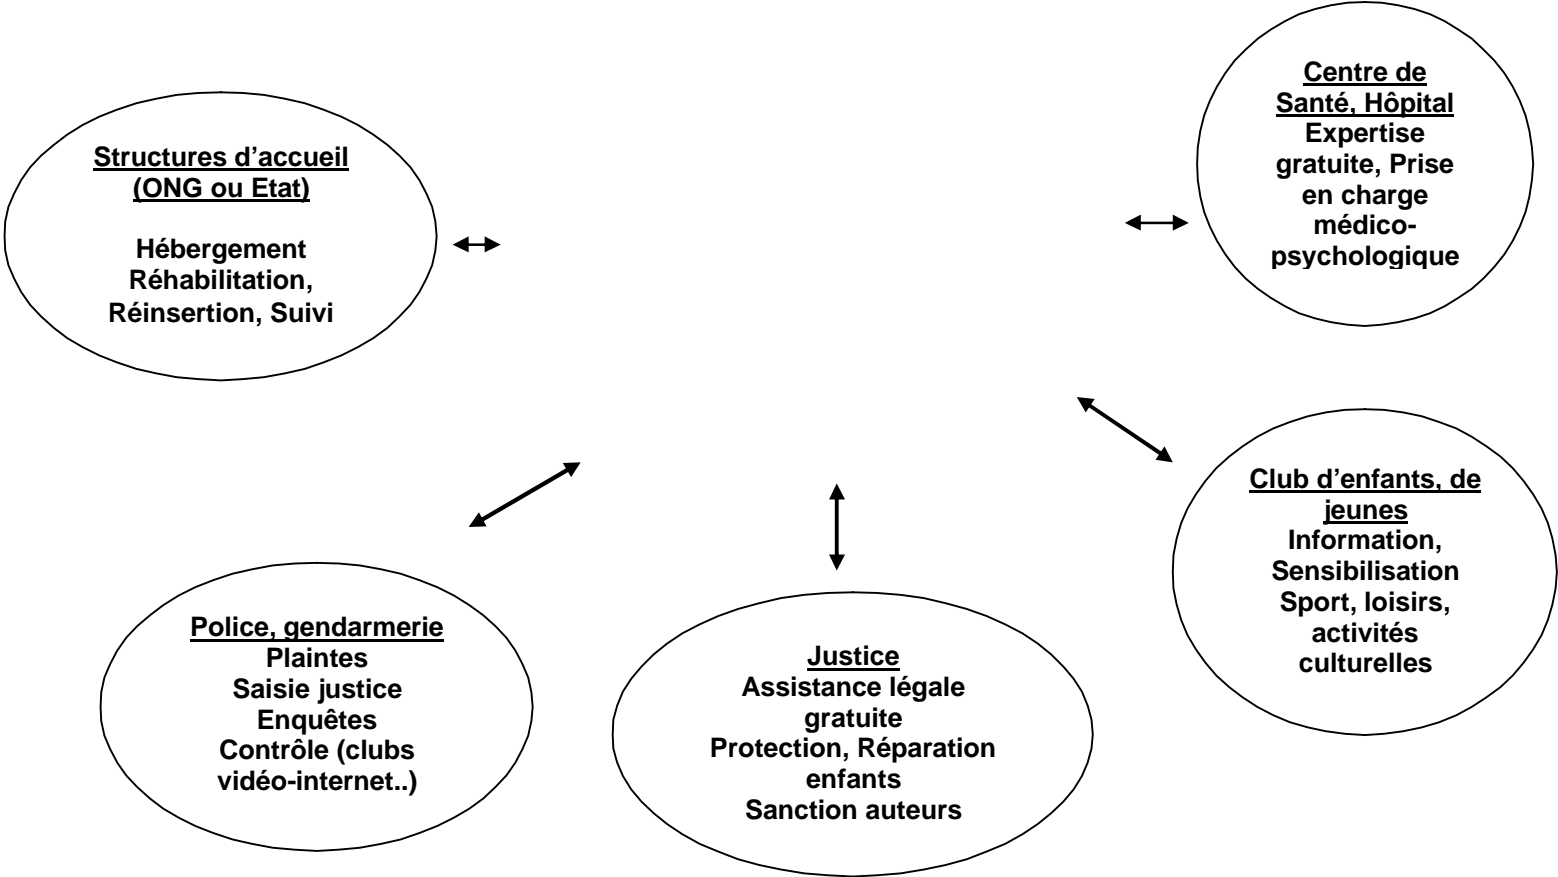 Structures d'accueil
(ONG ou Etat)
Hébergement
Réhabilitation,
Réinsertion, Suivi
Centre de
Santé, Hôpital
Expertise
gratuite, Prise
en charge
médico-
psychologique
Club d'enfants, de
jeunes
Information,
Sensibilisation
Sport, loisirs,
activités
culturelles
Police, gendarmerie
Plaintes
Saisie justice
Enquêtes
Contrôle (clubs
vidéo-internet..)
Justice
Assistance légale
gratuite
Protection, Réparation
enfants
Sanction auteurs